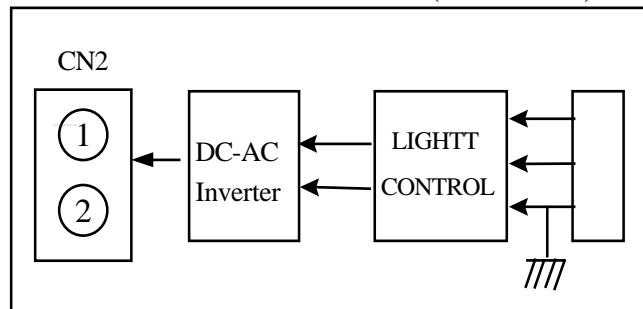 CN2
1
2
DC-AC
Inverter
LIGHTT
CONTROL